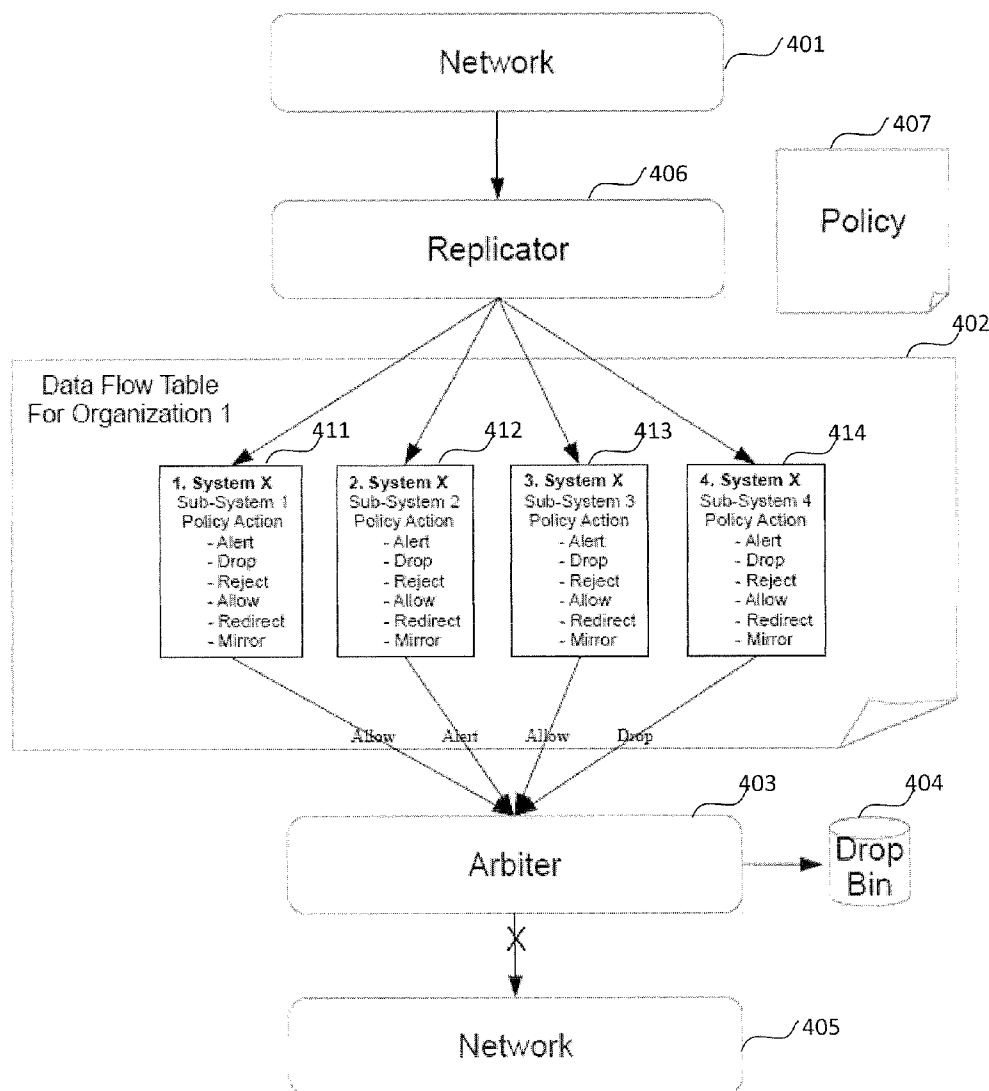 Network
401
407
Policy
406
Replicator
402
Data Flow Table
For Organization 1
411
412
413
414
1. System X
Sub-System 1
Policy Action
- Alert
- Drop
- Reject
- Allow
- Redirect
- Mirror
2. System X
Sub-System 2
Policy Action
- Alert
- Drop
- Reject
- Allow
- Redirect
- Mirror
3. System X
Sub-System 3
Policy Action
- Alert
- Drop
- Reject
- Allow
- Redirect
- Mirror
4. System X
Sub-System 4
Policy Action
- Alert
- Drop
- Reject
- Allow
- Redirect
- Mirror
Allow
Alert
Allow
Drop
403
404
Arbiter
Drop
Bin
X
405
Network